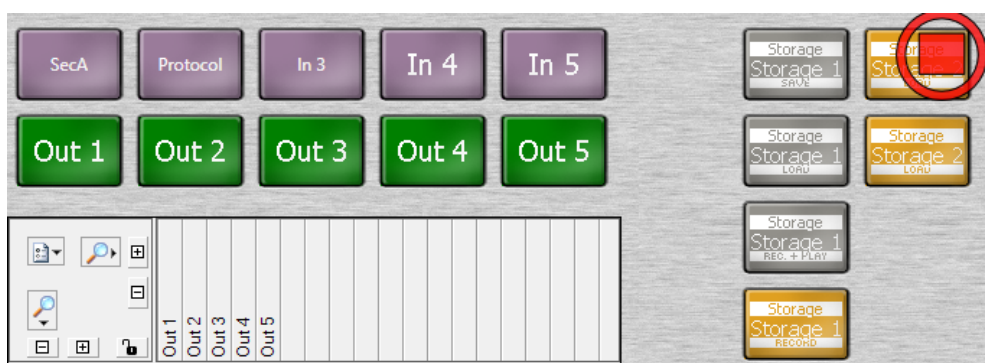 SecA
Protocol
In 3
In 4
In 5
Out 1
Out 2
Out 3
Out 4
Out 5
Storage
Storage 1
SAVE
Storage
Storage 1
LOAD
Storage
Storage 2
LOAD
Storage
Storage 1
REC. + PLAY
Storage
Storage 1
RECORD
Out 1
Out 2
Out 3
Out 4
Out 5